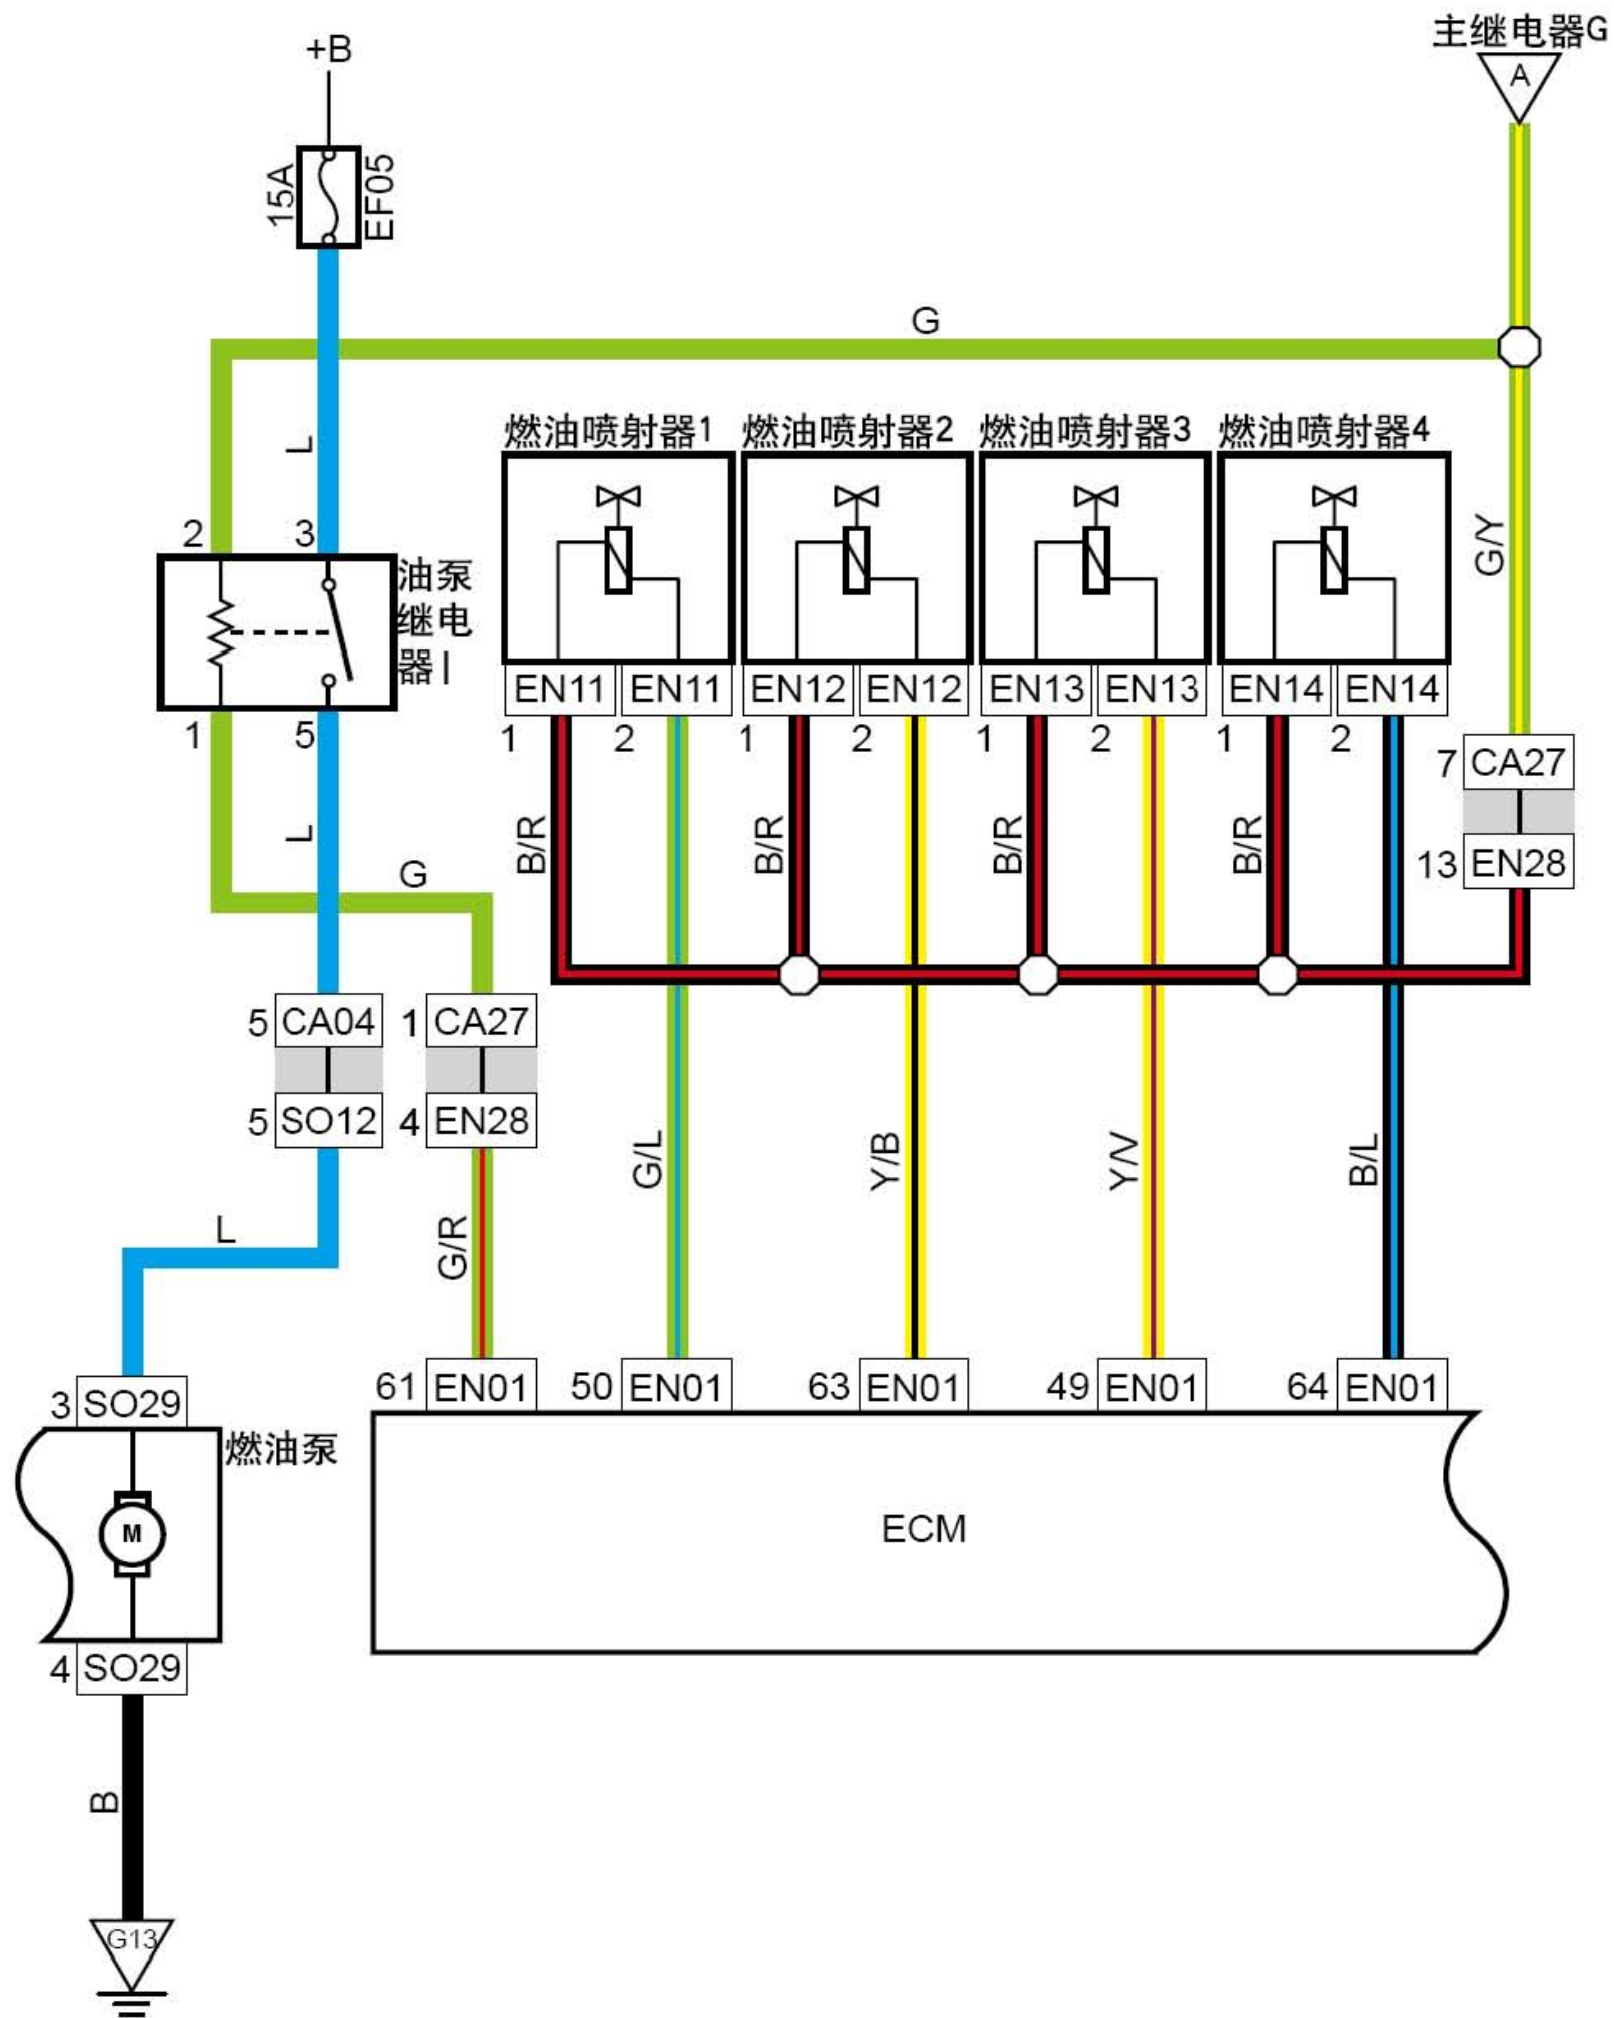 主继电器G
A
+B
15A
EF05
G
L
燃油喷射器1 燃油喷射器2 燃油喷射器3 燃油喷射器4
G/Y
2 3
油泵
继电
器|
EN11 EN11 EN12 EN12 EN13 EN13 EN14 EN14
1 5 1 2 1 2 1 2 1 2
7 CA27
L
B/R B/R B/R B/R
13 EN28
G
5 CA04 1 CA27
5 SO12 4 EN28
G/L Y/B Y/V B/L
L
G/R
3 SO29 61 EN01 50 EN01 63 EN01 49 EN01 64 EN01
燃油泵
M
ECM
4 SO29
B
G13